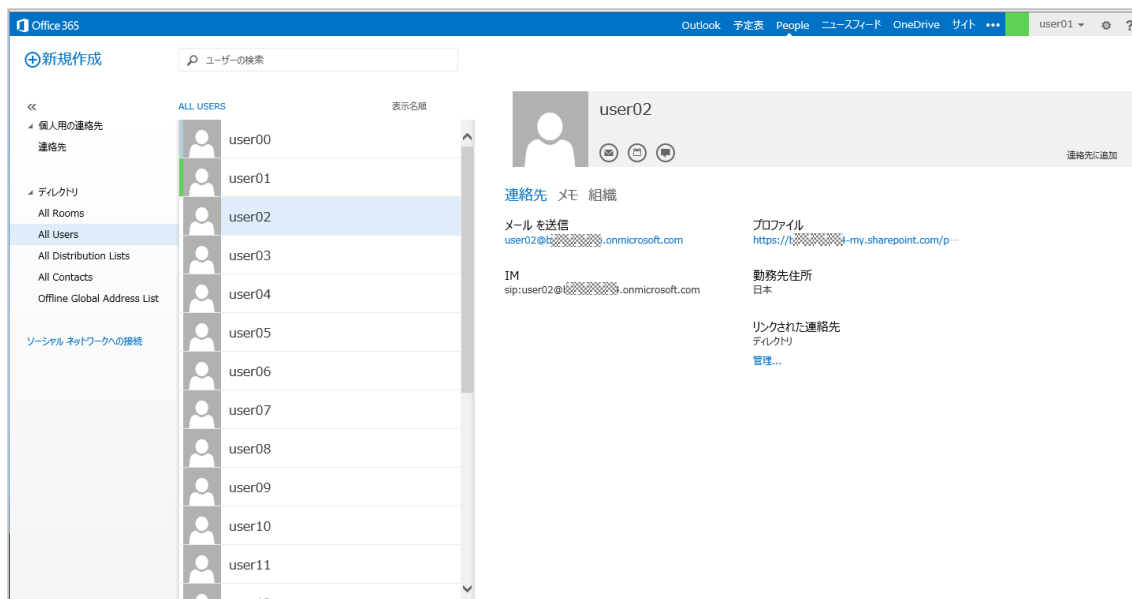 Office 365
Outlook 予定表 People ニュースフィード OneDrive サイト ••• user01 ?
新規作成
ユーザーの検索
«
個人用の連絡先
連絡先
ディレクトリ
All Rooms
All Users
All Distribution Lists
All Contacts
Offline Global Address List
ソーシャル ネットワークへの接続
ALL USERS 表示名順
user00
user01
user02
user03
user04
user05
user06
user07
user08
user09
user10
user11
user02
連絡先に追加
連絡先 メモ 組織
メール を送信
user02@b .onmicrosoft.com
IM
sip:user02@ .onmicrosoft.com
プロファイル
https://b -my.sharepoint.com/p…
勤務先住所
日本
リンクされた連絡先
ディレクトリ
管理...